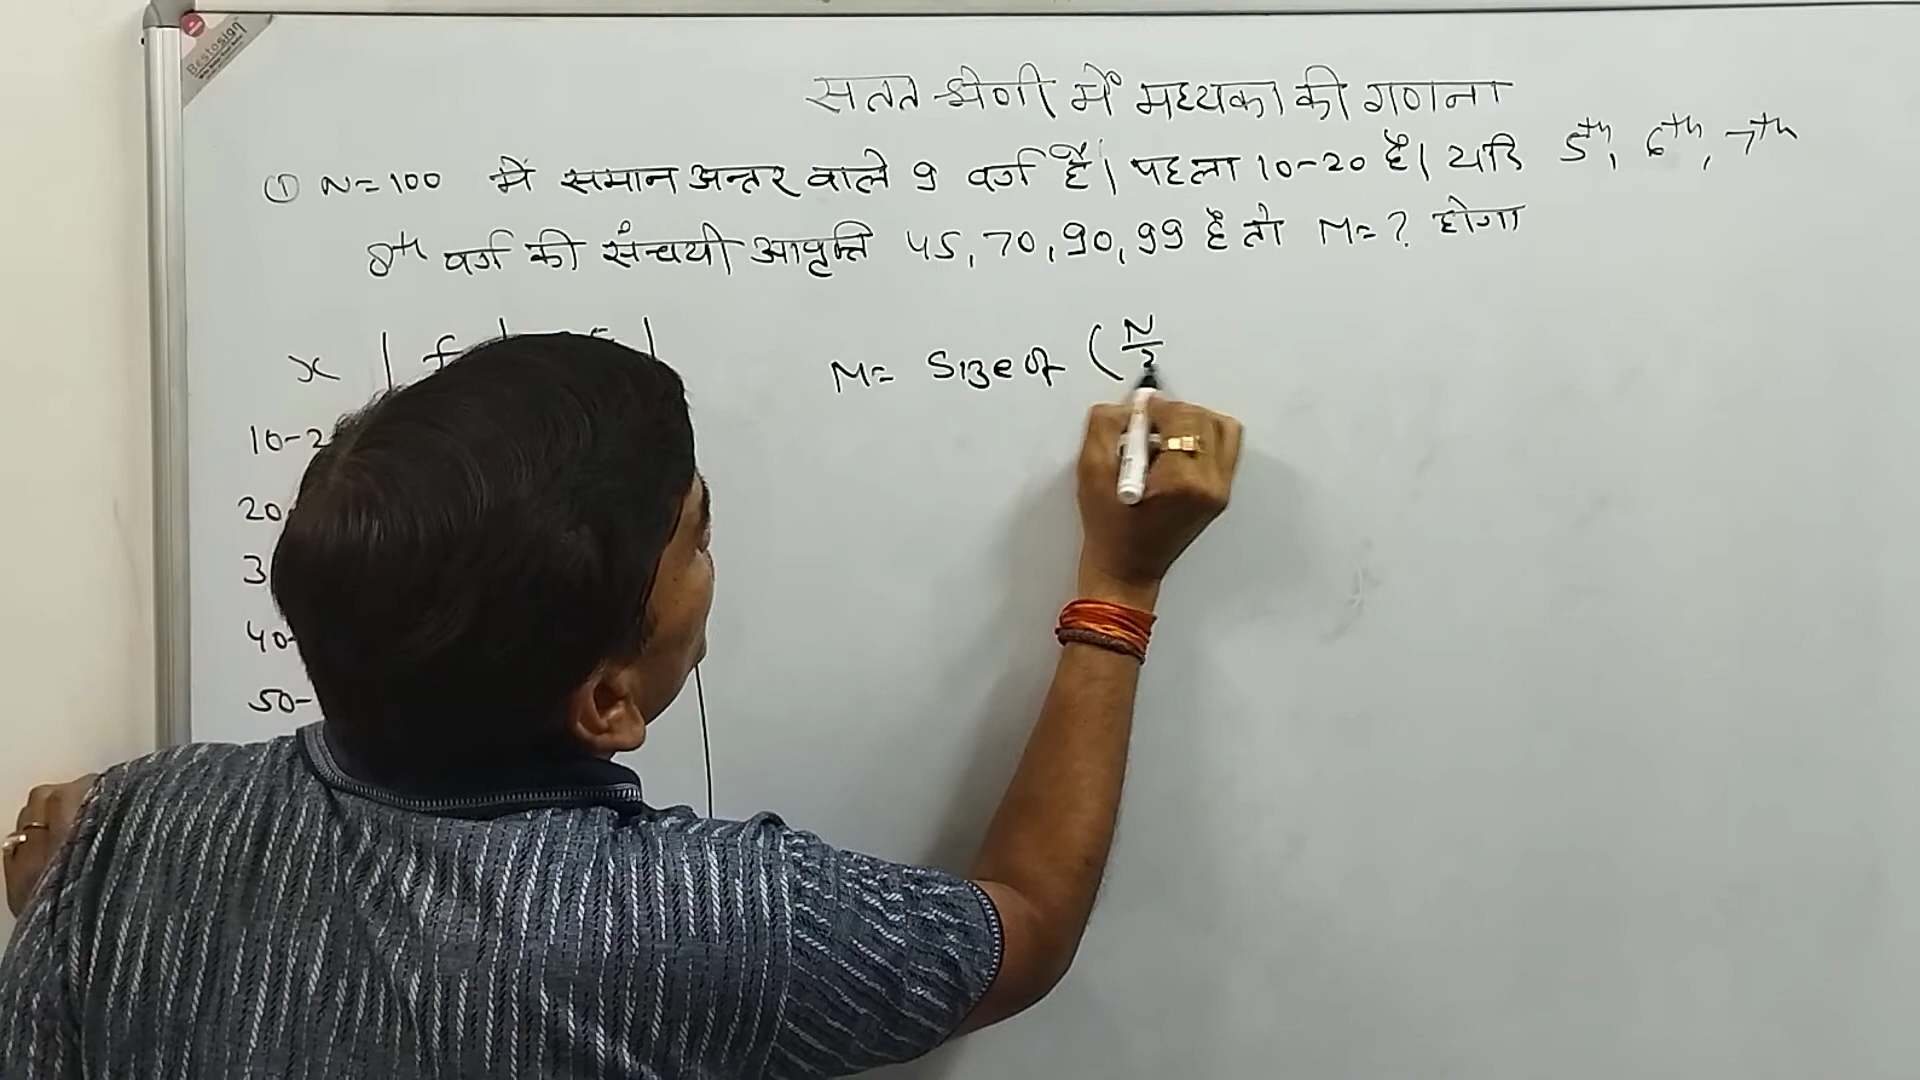 Bestosign
सतत श्रेणी में मध्यका की गणना
① N=100 में समान अन्तर वाले 9 वर्ग है। पहला 10-20 है। यदि 5th, 6th, 7th
8th वर्ग की संचयी आवृत्ति 45, 70, 90, 99 है तो M=? होगा
x | f |
M= Size of (N/2
10-2
20
3
40-
50-